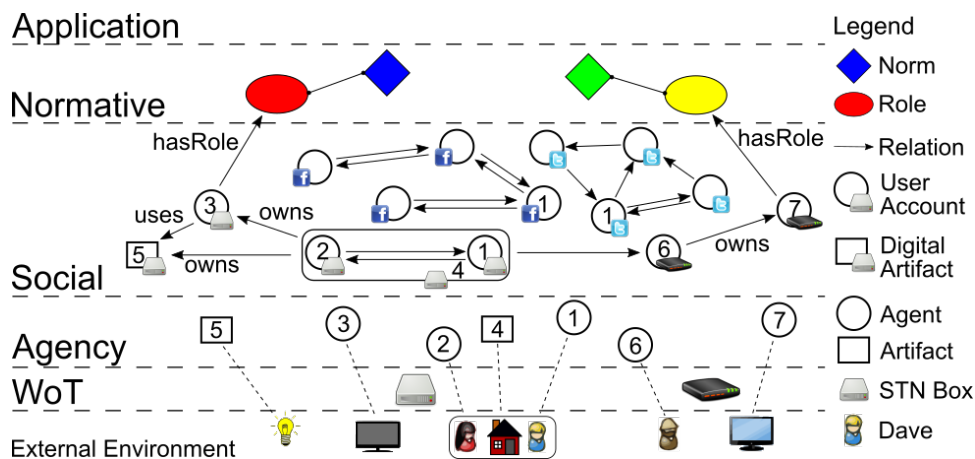 Application
Legend
Norm
Normative
Role
hasRole
hasRole
Relation
f
f
t
t
f
1
f
1
t
t
User
Account
3
uses
owns
7
5
owns
2
1
4
6
owns
Digital
Artifact
Social
5
3
2
4
1
6
7
Agent
Agency
Artifact
WoT
STN Box
External Environment
Dave